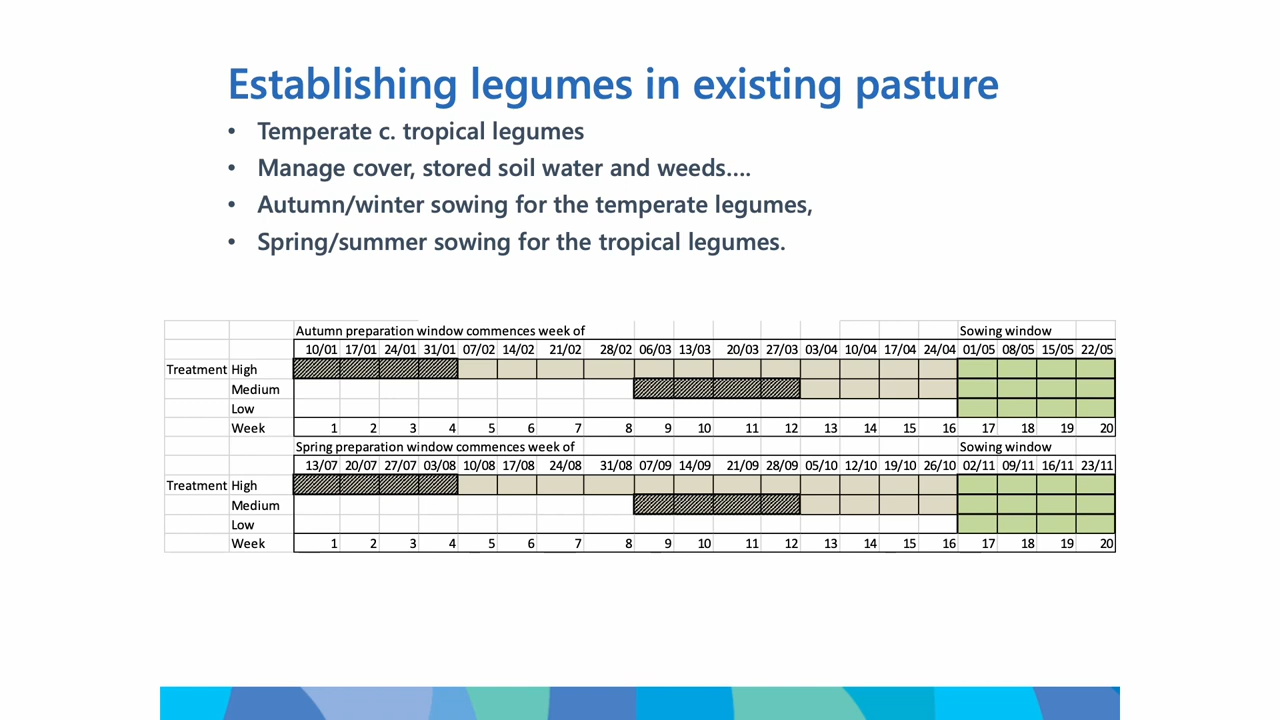 Establishing legumes in existing pasture
• Temperate c. tropical legumes
• Manage cover, stored soil water and weeds….
• Autumn/winter sowing for the temperate legumes,
• Spring/summer sowing for the tropical legumes.
Autumn preparation window commences week of Sowing window
10/01 17/01 24/01 31/01 07/02 14/02 21/02 28/02 06/03 13/03 20/03 27/03 03/04 10/04 17/04 24/04 01/05 08/05 15/05 22/05
Treatment High
Medium
Low
Week 1 2 3 4 5 6 7 8 9 10 11 12 13 14 15 16 17 18 19 20
Spring preparation window commences week of Sowing window
13/07 20/07 27/07 03/08 10/08 17/08 24/08 31/08 07/09 14/09 21/09 28/09 05/10 12/10 19/10 26/10 02/11 09/11 16/11 23/11
Treatment High
Medium
Low
Week 1 2 3 4 5 6 7 8 9 10 11 12 13 14 15 16 17 18 19 20